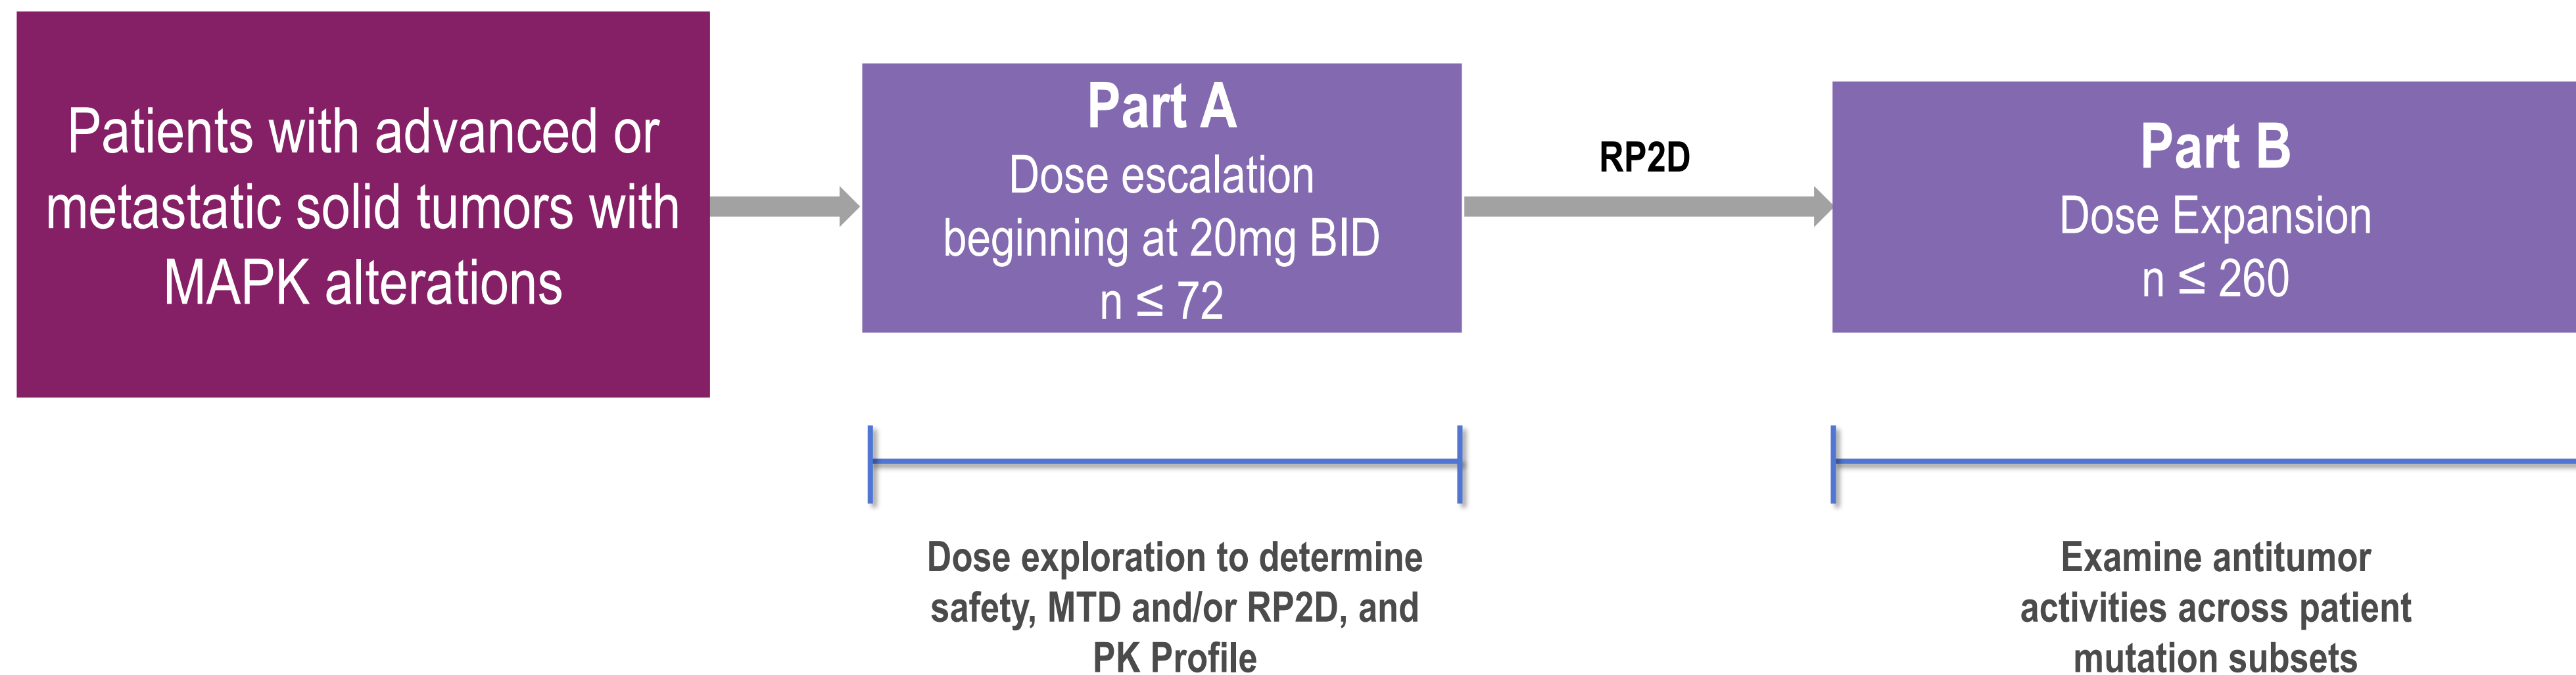 Patients with advanced or
metastatic solid tumors with
MAPK alterations
Part A
Dose escalation
beginning at 20mg BID
n ≤ 72
RP2D
Part B
Dose Expansion
n ≤ 260
Dose exploration to determine
safety, MTD and/or RP2D, and
PK Profile
Examine antitumor
activities across patient
mutation subsets